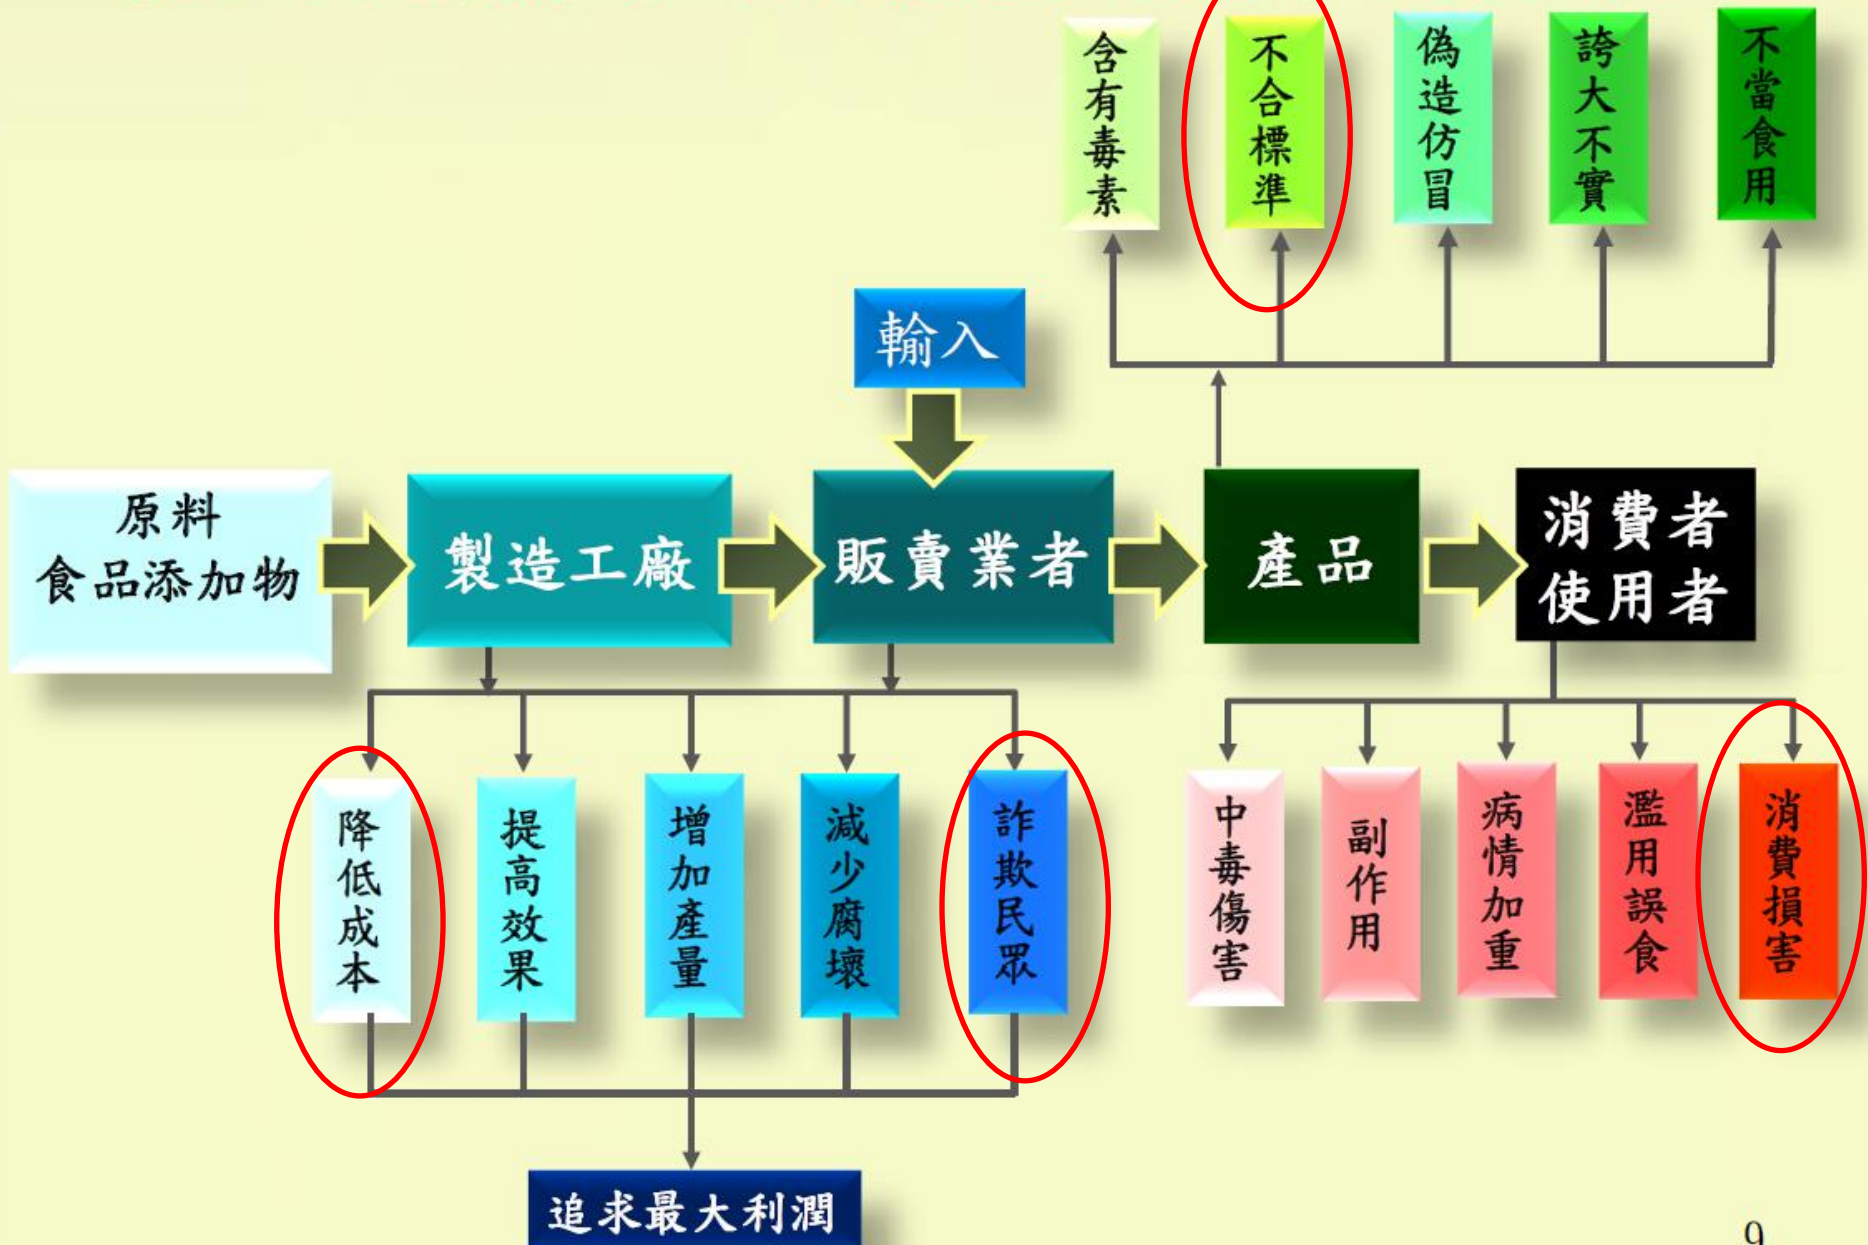 含有毒素
不合標準
偽造仿冒
誇大不實
不當食用
輸入
原料
食品添加物
製造工廠
販賣業者
產品
消費者
使用者
降低成本
提高效果
增加產量
減少腐壞
詐欺民眾
中毒傷害
副作用
病情加重
濫用誤食
消費損害
追求最大利潤
9